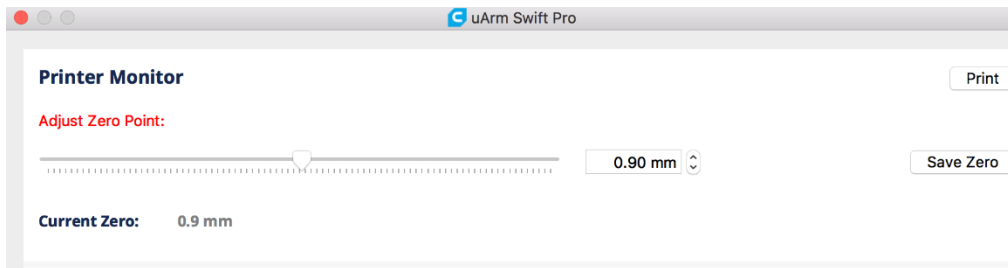 uArm Swift Pro
Printer Monitor
Print
Adjust Zero Point:
0.90 mm
Save Zero
Current Zero: 0.9 mm